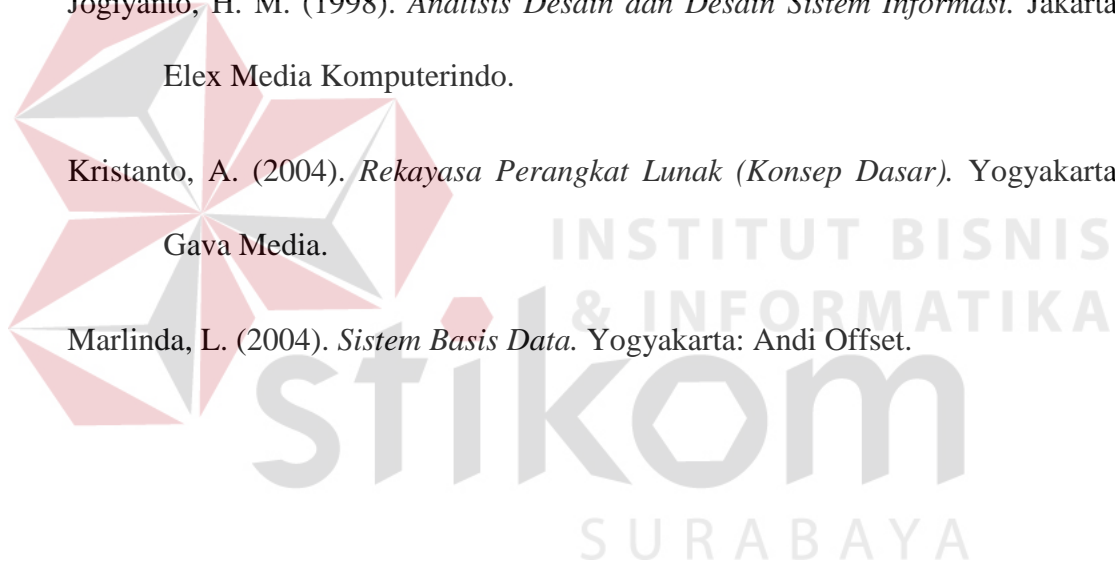 Jogiyanto, H. M. (1998). Analisis Desain dan Desain Sistem Informasi. Jakarta
Elex Media Komputerindo.
Kristanto, A. (2004). Rekayasa Perangkat Lunak (Konsep Dasar). Yogyakarta
Gava Media.
Marlinda, L. (2004). Sistem Basis Data. Yogyakarta: Andi Offset.
INSTITUT BISNIS
& INFORMATIKA
stikom
SURABAYA